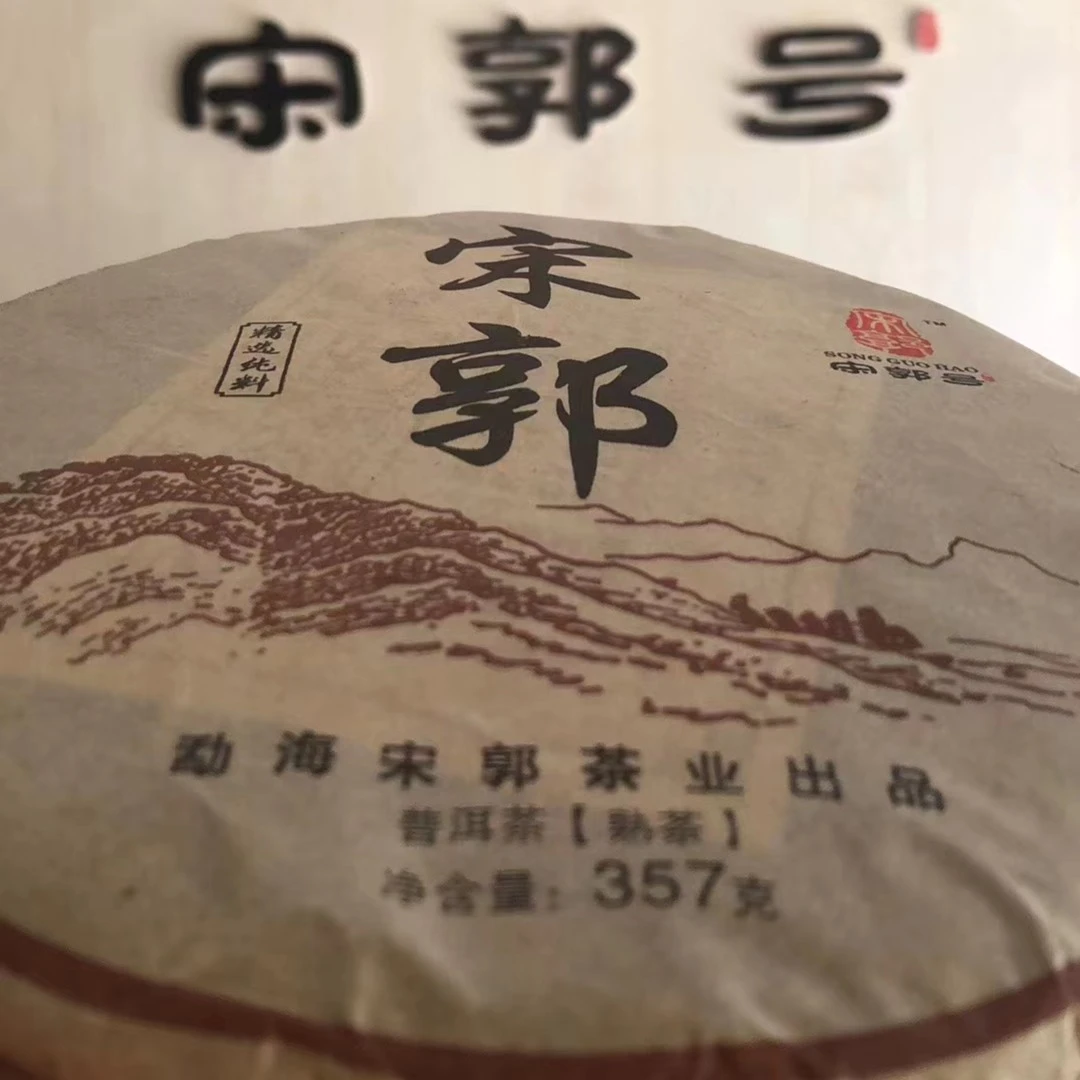 宋郭号
宋
郭
精选纯料
TM
SONG GUO HAO
宋郭号
勐海宋郭茶业出品
普洱茶【熟茶】
净含量：357克